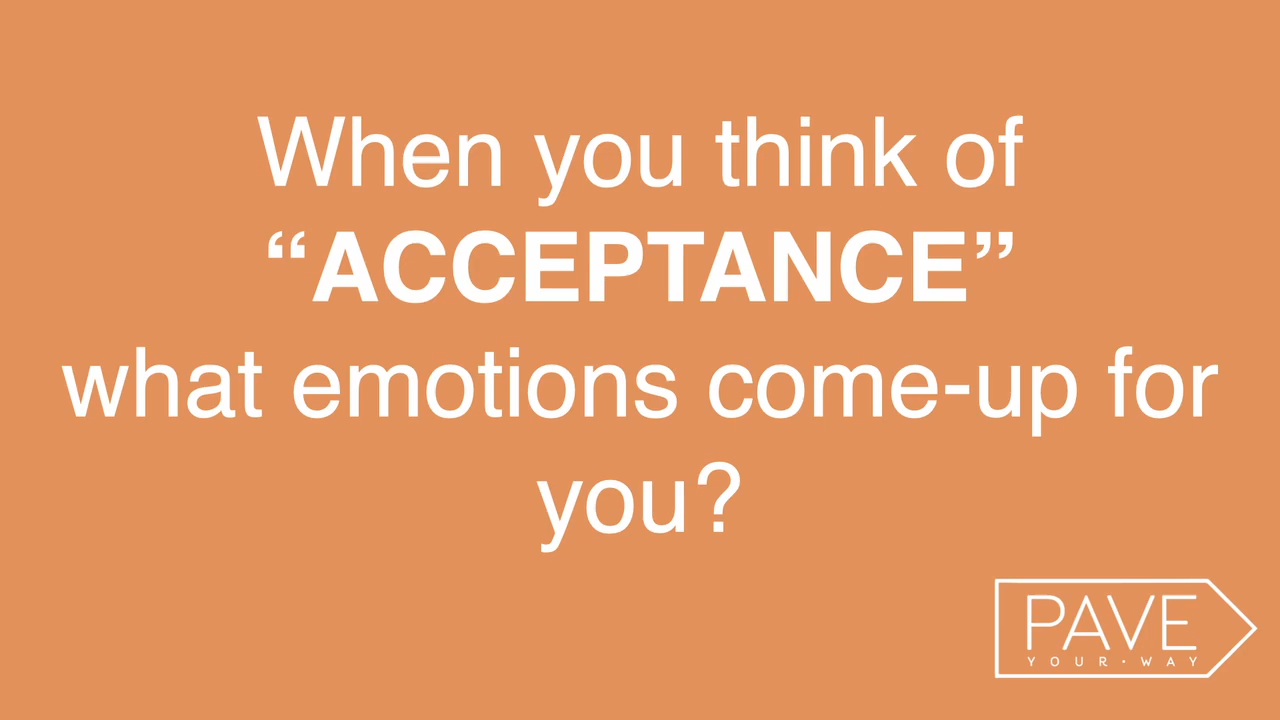 When you think of
“ACCEPTANCE”
what emotions come-up for
you?
PAVE
YOUR·WAY